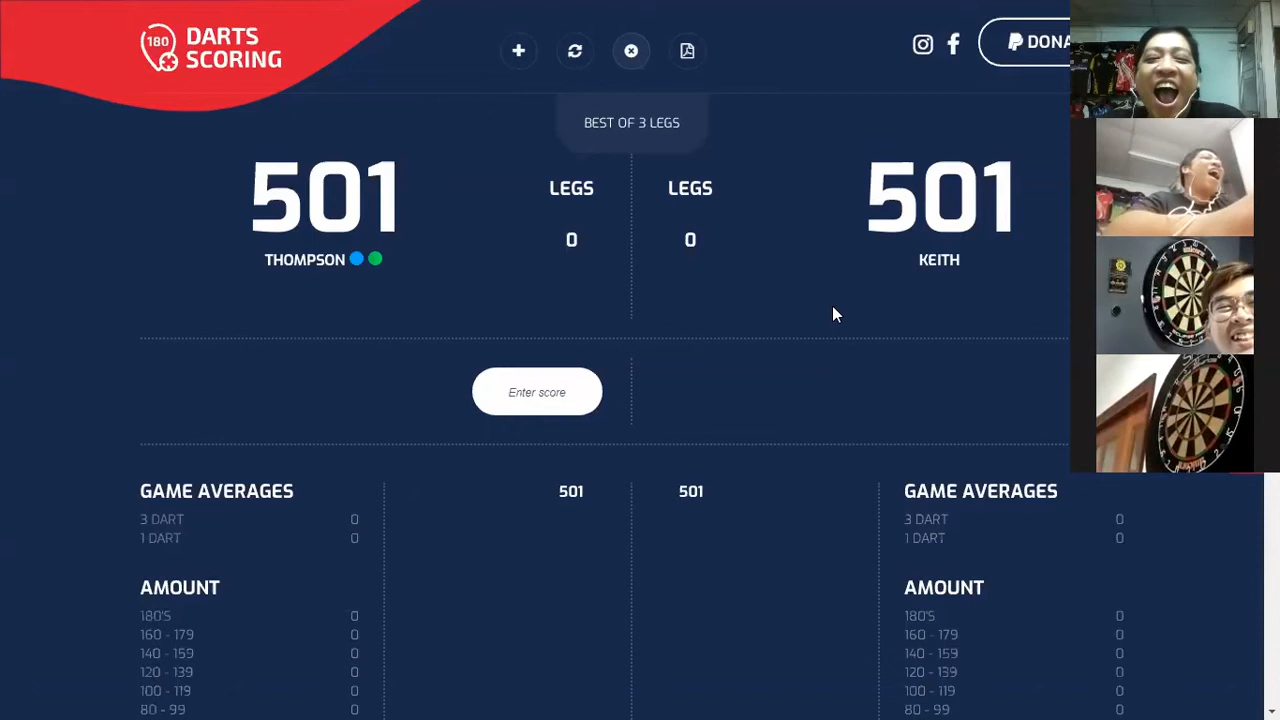 180
DARTS
SCORING
DONA
BEST OF 3 LEGS
501
THOMPSON
LEGS
0
LEGS
0
501
KEITH
Enter score
GAME AVERAGES
3 DART 0
1 DART 0
AMOUNT
180'S 0
160 - 179 0
140 - 159 0
120 - 139 0
100 - 119 0
80 - 99 0
501
501
GAME AVERAGES
3 DART 0
1 DART 0
AMOUNT
180'S 0
160 - 179 0
140 - 159 0
120 - 139 0
100 - 119 0
80 - 99 0